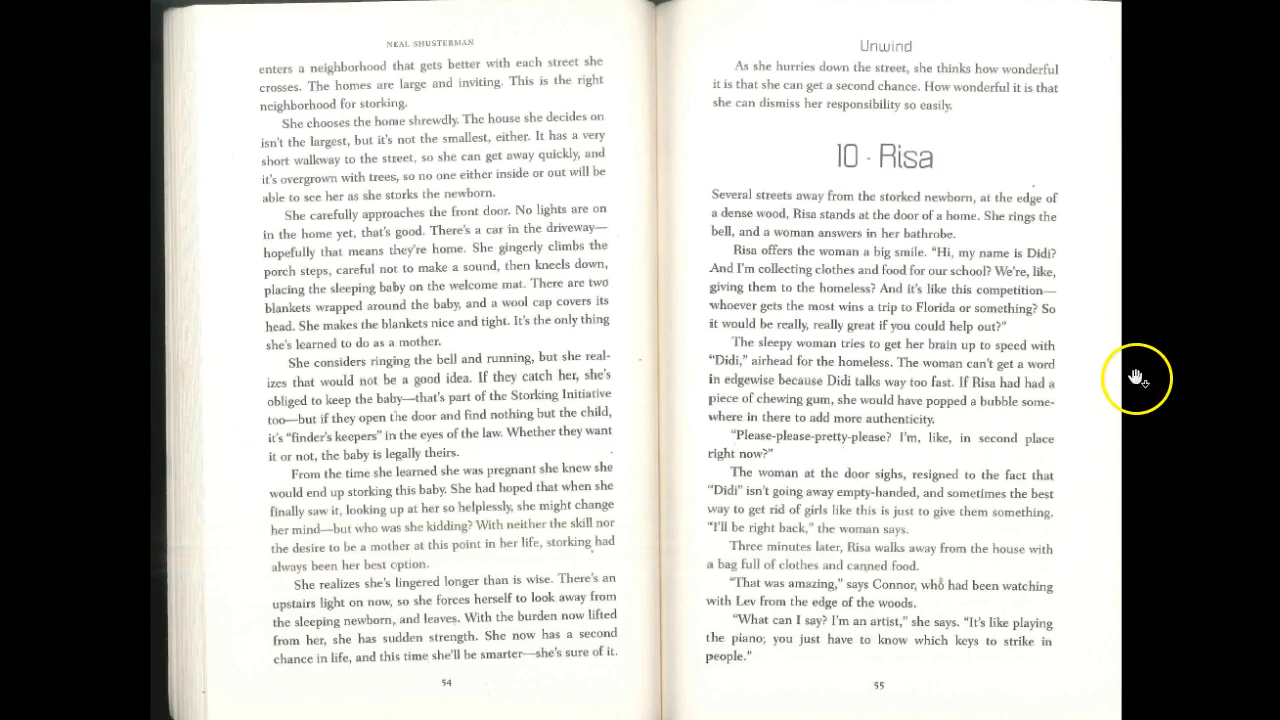 NEAL SHUSTERMAN
enters a neighborhood that gets better with each street she
crosses. The homes are large and inviting. This is the right
neighborhood for storking.
She chooses the home shrewdly. The house she decides on
isn't the largest, but it's not the smallest, either. It has a very
short walkway to the street, so she can get away quickly, and
it's overgrown with trees, so no one either inside or out will be
able to see her as she storks the newborn.
She carefully approaches the front door. No lights are on
in the home yet, that's good. There's a car in the driveway—
hopefully that means they're home. She gingerly climbs the
porch steps, careful not to make a sound, then kneels down,
placing the sleeping baby on the welcome mat. There are two
blankets wrapped around the baby, and a wool cap covers its
head. She makes the blankets nice and tight. It's the only thing
she's learned to do as a mother.
She considers ringing the bell and running, but she real-
izes that would not be a good idea. If they catch her, she's
obliged to keep the baby—that's part of the Storking Initiative
too—but if they open the door and find nothing but the child,
it's "finder's keepers" in the eyes of the law. Whether they want
it or not, the baby is legally theirs.
From the time she learned she was pregnant she knew she
would end up storking this baby. She had hoped that when she
finally saw it, looking up at her so helplessly, she might change
her mind—but who was she kidding? With neither the skill nor
the desire to be a mother at this point in her life, storking had
always been her best option.
She realizes she's lingered longer than is wise. There's an
upstairs light on now, so she forces herself to look away from
the sleeping newborn, and leaves. With the burden now lifted
from her, she has sudden strength. She now has a second
chance in life, and this time she'll be smarter—she's sure of it.
54
Unwind
As she hurries down the street, she thinks how wonderful
it is that she can get a second chance. How wonderful it is that
she can dismiss her responsibility so easily.
10 · Risa
Several streets away from the storked newborn, at the edge of
a dense wood, Risa stands at the door of a home. She rings the
bell, and a woman answers in her bathrobe.
Risa offers the woman a big smile. "Hi, my name is Didi?
And I'm collecting clothes and food for our school? We're, like,
giving them to the homeless? And it's like this competition—
whoever gets the most wins a trip to Florida or something? So
it would be really, really great if you could help out?"
The sleepy woman tries to get her brain up to speed with
"Didi," airhead for the homeless. The woman can't get a word
in edgewise because Didi talks way too fast. If Risa had had a
piece of chewing gum, she would have popped a bubble some-
where in there to add more authenticity.
"Please-please-pretty-please? I'm, like, in second place
right now?"
The woman at the door sighs, resigned to the fact that
"Didi" isn't going away empty-handed, and sometimes the best
way to get rid of girls like this is just to give them something.
"I'll be right back," the woman says.
Three minutes later, Risa walks away from the house with
a bag full of clothes and canned food.
"That was amazing," says Connor, who had been watching
with Lev from the edge of the woods.
"What can I say? I'm an artist," she says. "It's like playing
the piano; you just have to know which keys to strike in
people."
55